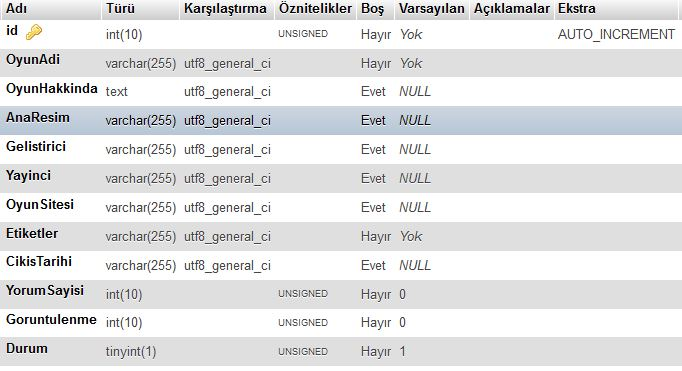 Adı Türü Karşılaştırma Öznitelikler Boş Varsayılan Açıklamalar Ekstra
id int(10) UNSIGNED Hayır Yok AUTO_INCREMENT
OyunAdi varchar(255) utf8_general_ci Hayır Yok
OyunHakkinda text utf8_general_ci Evet NULL
AnaResim varchar(255) utf8_general_ci Evet NULL
Gelistirici varchar(255) utf8_general_ci Evet NULL
Yayinci varchar(255) utf8_general_ci Evet NULL
OyunSitesi varchar(255) utf8_general_ci Evet NULL
Etiketler varchar(255) utf8_general_ci Hayır Yok
CikisTarihi varchar(255) utf8_general_ci Evet NULL
YorumSayisi int(10) UNSIGNED Hayır 0
Goruntulenme int(10) UNSIGNED Hayır 0
Durum tinyint(1) UNSIGNED Hayır 1